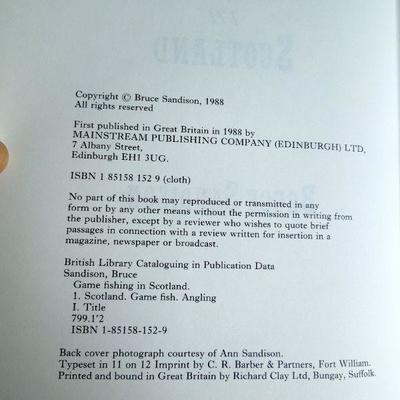 Copyright © Bruce Sandison, 1988
All rights reserved
First published in Great Britain in 1988 by
MAINSTREAM PUBLISHING COMPANY (EDINBURGH) LTD,
7 Albany Street,
Edinburgh EH1 3UG.
ISBN 1 85158 152 9 (cloth)
No part of this book may reproduced or transmitted in any
form or by any other means without the permission in writing from
the publisher, except by a reviewer who wishes to quote brief
passages in connection with a review written for insertion in a
magazine, newspaper or broadcast.
British Library Cataloguing in Publication Data
Sandison, Bruce
Game fishing in Scotland.
1. Scotland. Game fish. Angling
I. Title
799.1'2
ISBN 1-85158-152-9
Back cover photograph courtesy of Ann Sandison.
Typeset in 11 on 12 Imprint by C. R. Barber & Partners, Fort William.
Printed and bound in Great Britain by Richard Clay Ltd, Bungay, Suffolk.